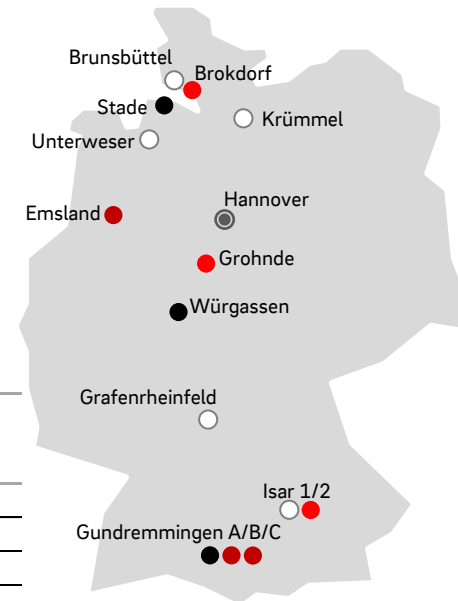 Brunsbüttel
Brokdorf
Stade
Krümmel
Unterweser
Hannover
Emsland
Grohnde
Würgassen
Grafenrheinfeld
Isar 1/2
Gundremmingen A/B/C